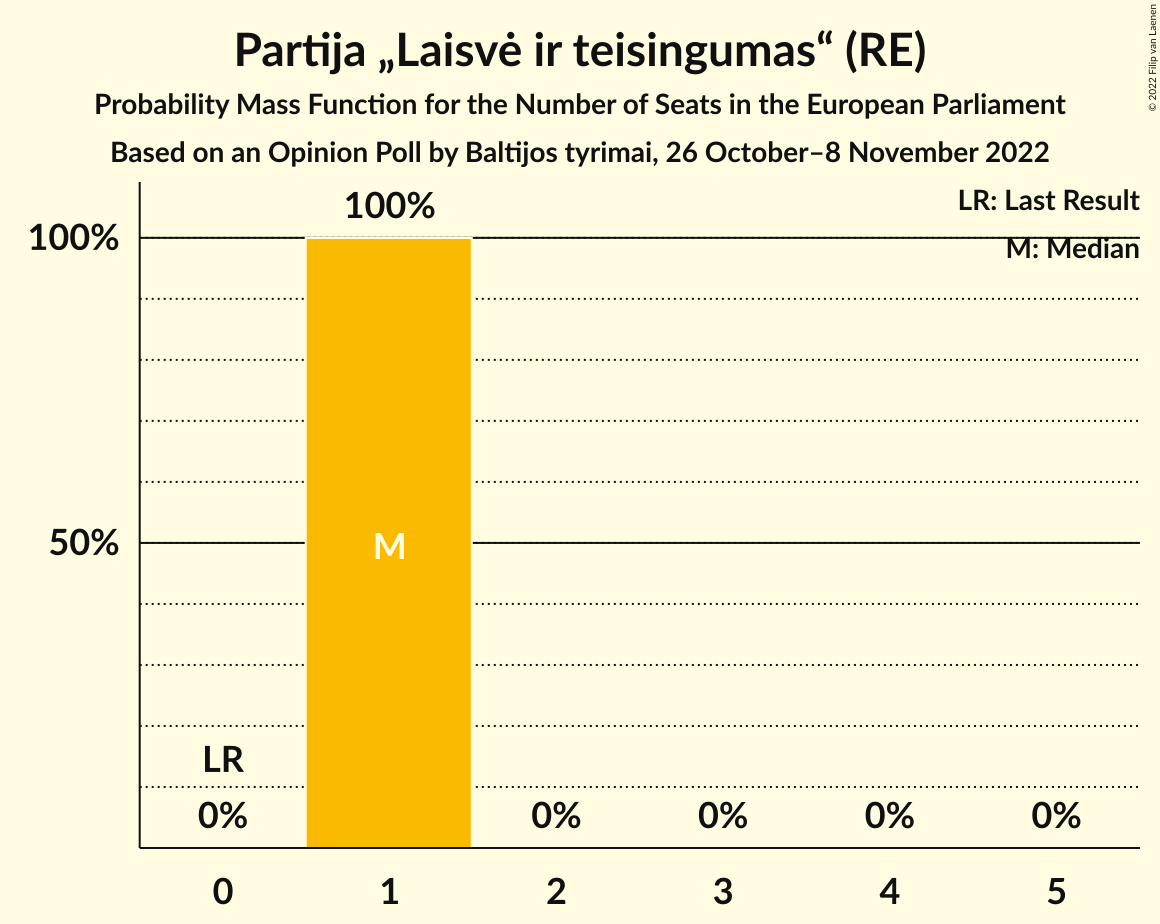 Partija „Laisvė ir teisingumas“ (RE)
Probability Mass Function for the Number of Seats in the European Parliament
Based on an Opinion Poll by Baltijos tyrimai, 26 October–8 November 2022
© 2022 Filip van Laenen
LR: Last Result
M: Median
100%
100%
50%
M
LR
0%
0%
0%
0%
0%
0
1
2
3
4
5